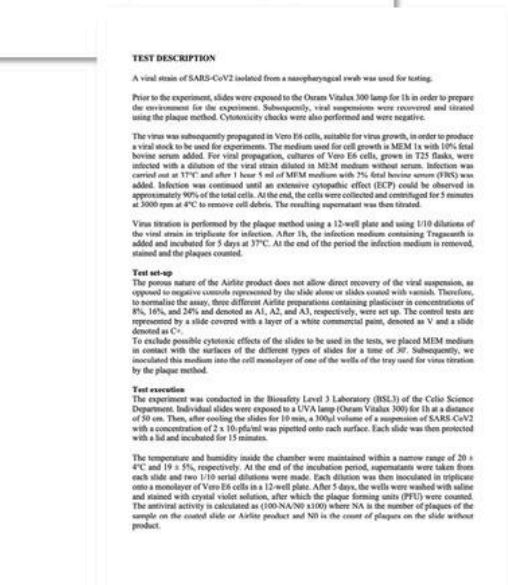 TEST DESCRIPTION
A viral strain of SARS-CoV2 isolated from a nasopharyngeal swab was used for testing.
Prior to the experiment, slides were exposed to the Osram Vitalux 300 lamp for 1h in order to prepare
the environment for the experiment. Subsequently, viral suspensions were recovered and titrated
using the plaque method. Cytotoxicity checks were also performed and were negative.
The virus was subsequently propagated in Vero E6 cells, suitable for virus growth, in order to produce
a viral stock to be used for experiments. The medium used for cell growth is MEM 1x with 10% fetal
bovine serum added. For viral propagation, cultures of Vero E6 cells, grown in T25 flasks, were
infected with a dilution of the viral strain diluted in MEM medium without serum. Infection was
carried out at 37°C and after 1 hour 5 ml of MEM medium with 2% fetal bovine serum (FBS) was
added. Infection was continued until an extensive cytopathic effect (ECP) could be observed in
approximately 90% of the total cells. At the end, the cells were collected and centrifuged for 5 minutes
at 3000 rpm at 4°C to remove cell debris. The resulting supernatant was then titrated.
Virus titration is performed by the plaque method using a 12-well plate and using 1/10 dilutions of
the viral strain in triplicate for infection. After 1h, the infection medium containing Tragacanth is
added and incubated for 5 days at 37°C. At the end of the period the infection medium is removed,
stained and the plaques counted.
Test set-up
The porous nature of the Airlite product does not allow direct recovery of the viral suspension, as
opposed to negative controls represented by the slide alone or slides coated with varnish. Therefore,
to normalise the assay, three different Airlite preparations containing plasticiser in concentrations of
8%, 16%, and 24% and denoted as A1, A2, and A3, respectively, were set up. The control tests are
represented by a slide covered with a layer of a white commercial paint, denoted as V and a slide
denoted as C+.
To exclude possible cytotoxic effects of the slides to be used in the tests, we placed MEM medium
in contact with the surfaces of the different types of slides for a time of 30'. Subsequently, we
inoculated this medium into the cell monolayer of one of the wells of the tray used for virus titration
by the plaque method.
Test execution
The experiment was conducted in the Biosafety Level 3 Laboratory (BSL3) of the Celio Science
Department. Individual slides were exposed to a UVA lamp (Osram Vitalux 300) for 1h at a distance
of 50 cm. Then, after cooling the slides for 10 min, a 300µl volume of a suspension of SARS-CoV2
with a concentration of 2 x 10 pfu/ml was pipetted onto each surface. Each slide was then protected
with a lid and incubated for 15 minutes.
The temperature and humidity inside the chamber were maintained within a narrow range of 20 ±
4°C and 19 ± 5%, respectively. At the end of the incubation period, supernatants were taken from
each slide and two 1/10 serial dilutions were made. Each dilution was then inoculated in triplicate
onto a monolayer of Vero E6 cells in a 12-well plate. After 5 days, the wells were washed with saline
and stained with crystal violet solution, after which the plaque forming units (PFU) were counted.
The antiviral activity is calculated as (100-NA/N0 x100) where NA is the number of plaques of the
sample on the coated slide or Airlite product and N0 is the count of plaques on the slide without
product.